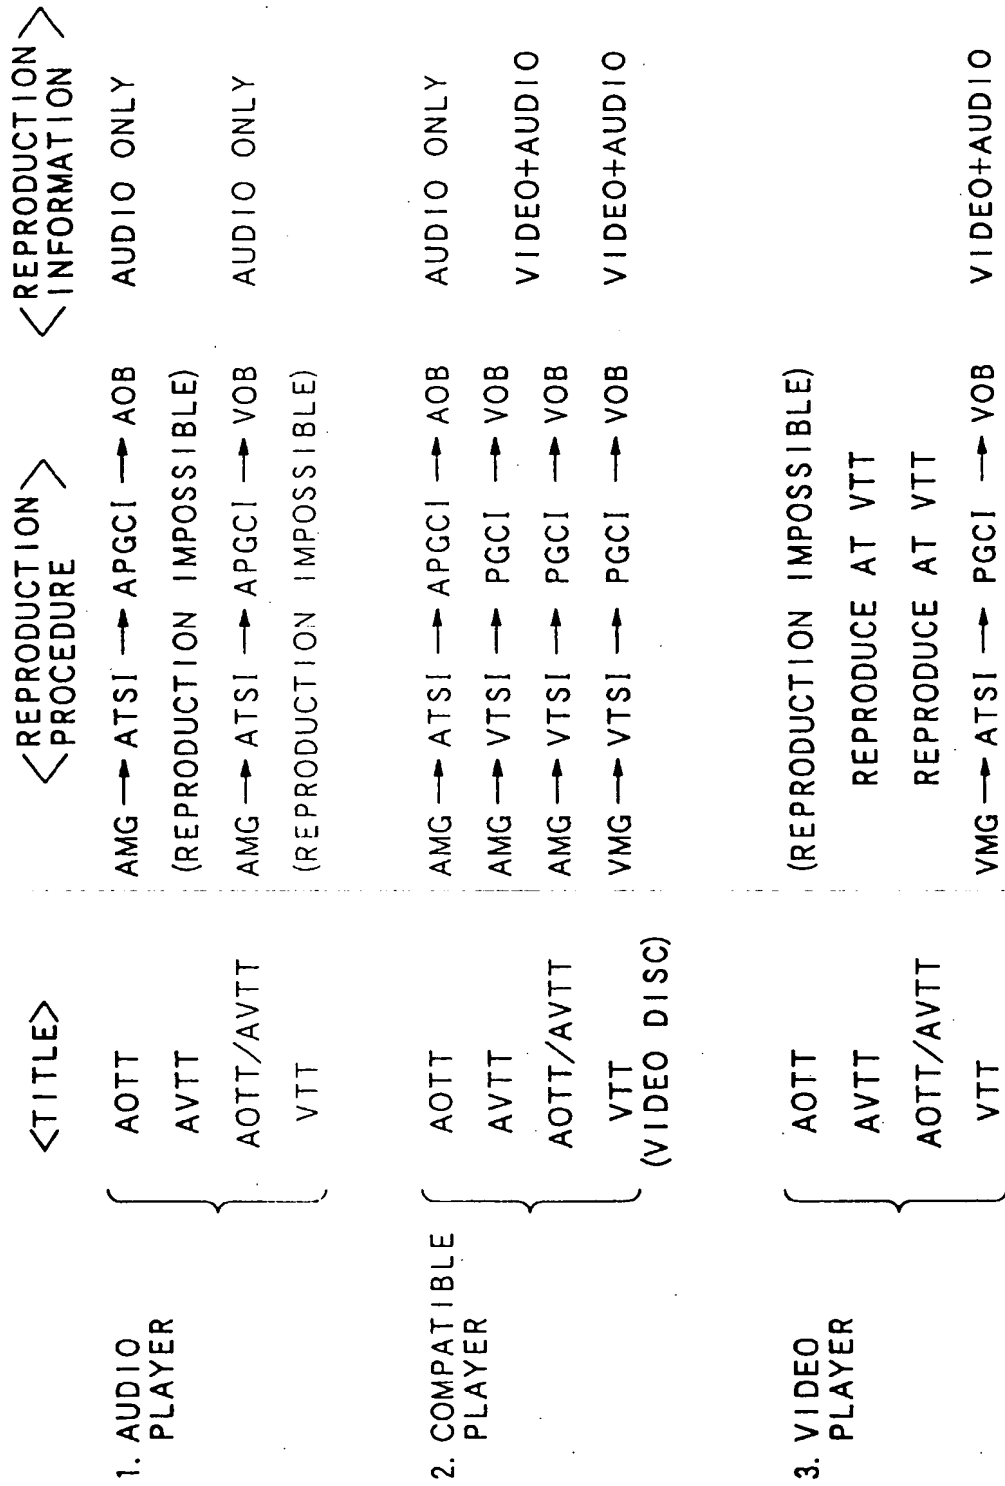 <TITLE> <REPRODUCTION PROCEDURE> <REPRODUCTION INFORMATION>
1. AUDIO PLAYER
AOTT AMG → ATSI → APGCI → AOB AUDIO ONLY
AVTT (REPRODUCTION IMPOSSIBLE)
AOTT/AVTT AMG → ATSI → APGCI → VOB AUDIO ONLY
VTT (REPRODUCTION IMPOSSIBLE)
2. COMPATIBLE PLAYER
AOTT AMG → ATSI → APGCI → AOB AUDIO ONLY
AVTT AMG → VTSI → PGCI → VOB VIDEO+AUDIO
AOTT/AVTT AMG → VTSI → PGCI → VOB
VTT VMG → VTSI → PGCI → VOB VIDEO+AUDIO
(VIDEO DISC)
3. VIDEO PLAYER
AOTT (REPRODUCTION IMPOSSIBLE)
AVTT REPRODUCE AT VTT
AOTT/AVTT REPRODUCE AT VTT
VTT VMG → ATSI → PGCI → VOB VIDEO+AUDIO